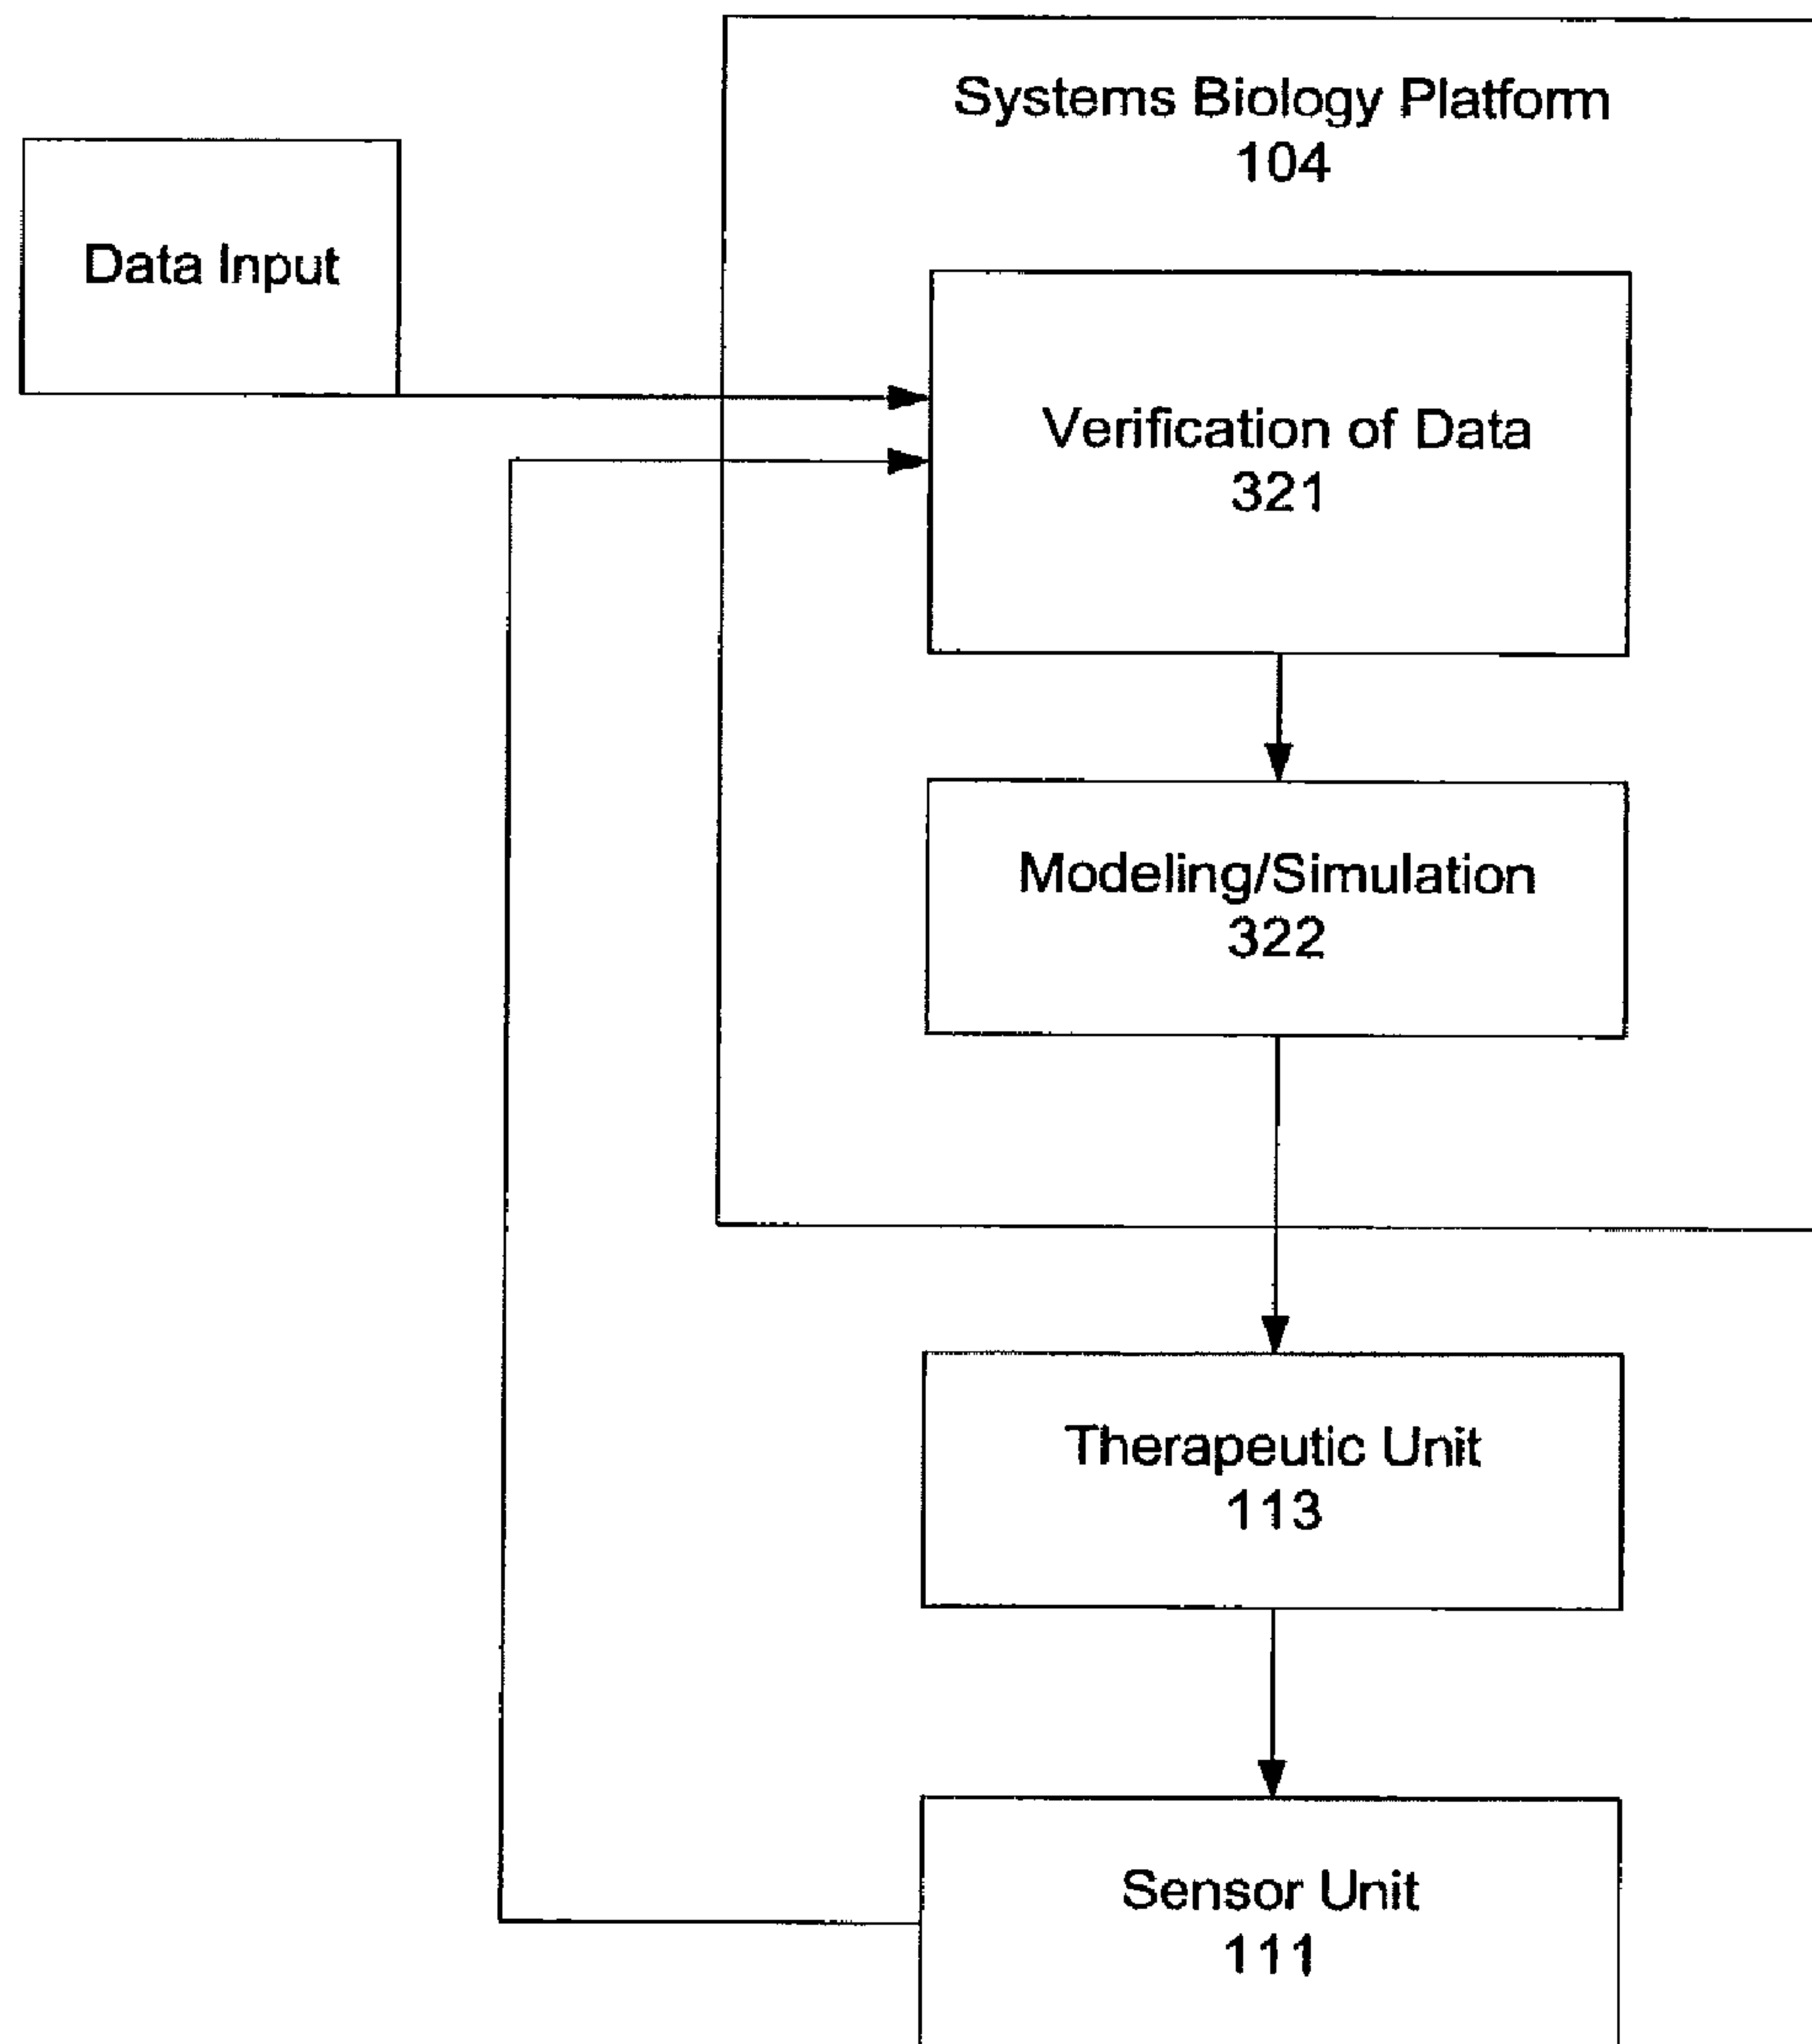 Systems Biology Platform
104
Data Input
Verification of Data
321
Modeling/Simulation
322
Therapeutic Unit
113
Sensor Unit
111